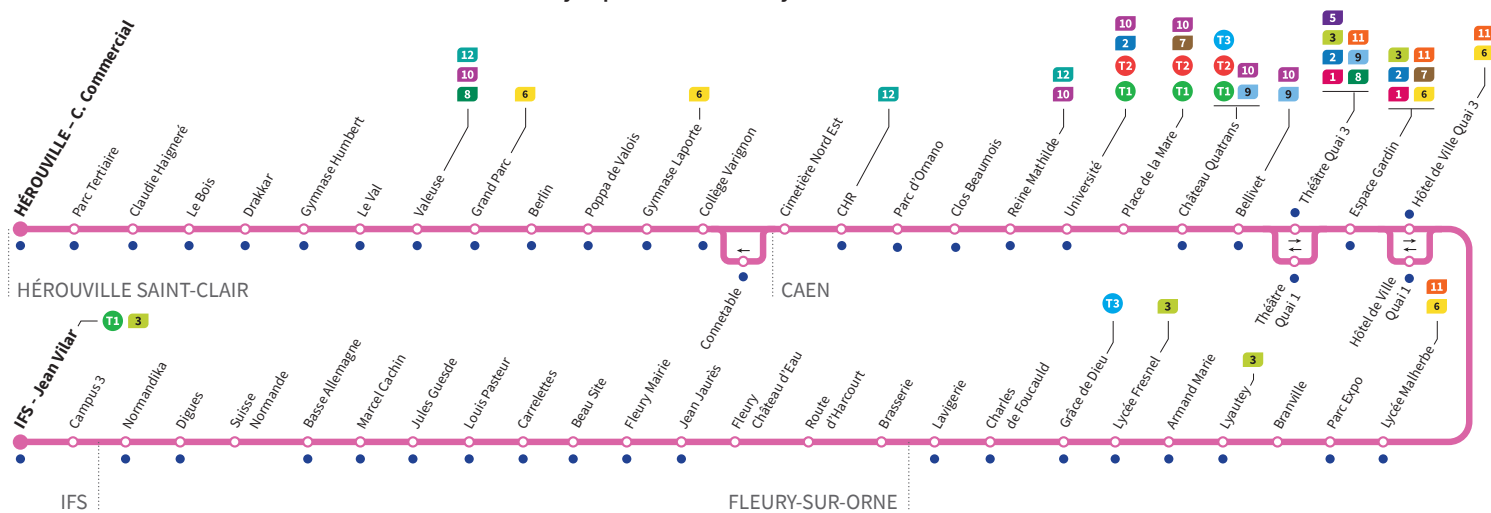 HÉROUVILLE – C. Commercial
Parc Tertiaire
Claudie Haigneré
Le Bois
Drakkar
Gymnase Humbert
Le Val
Valeuse
12
10
8
Grand Parc
6
Berlin
Poppa de Valois
Gymnase Laporte
6
Collège Varignon
Connetable
Cimetière Nord Est
CHR
12
Parc d'Ornano
Clos Beaumois
Reine Mathilde
12
10
Université
10
2
T2
T1
Place de la Mare
10
7
T2
T1
Château Quatrans
T3
T2 10
T1 9
Bellivet
10
9
Théâtre Quai 3
5
3 11
2 9
1 8
Théâtre
Quai 1
Espace Gardin
3 11
2 7
1 6
Hôtel de Ville Quai 3
11
6
Hôtel de Ville
Quai 1
HÉROUVILLE SAINT-CLAIR
CAEN
IFS - Jean Vilar
T1 3
Campus 3
Normandika
Digues
Suisse
Normande
Basse Allemagne
Marcel Cachin
Jules Guesde
Louis Pasteur
Carrelettes
Beau Site
Fleury Mairie
Jean Jaurès
Fleury
Château d'Eau
Route
d'Harcourt
Brasserie
Lavigerie
Charles
de Foucauld
Grâce de Dieu
T3
Lycée Fresnel
3
Armand Marie
Lyautey
3
Branville
Parc Expo
Lycée Malherbe
11
6
IFS
FLEURY-SUR-ORNE